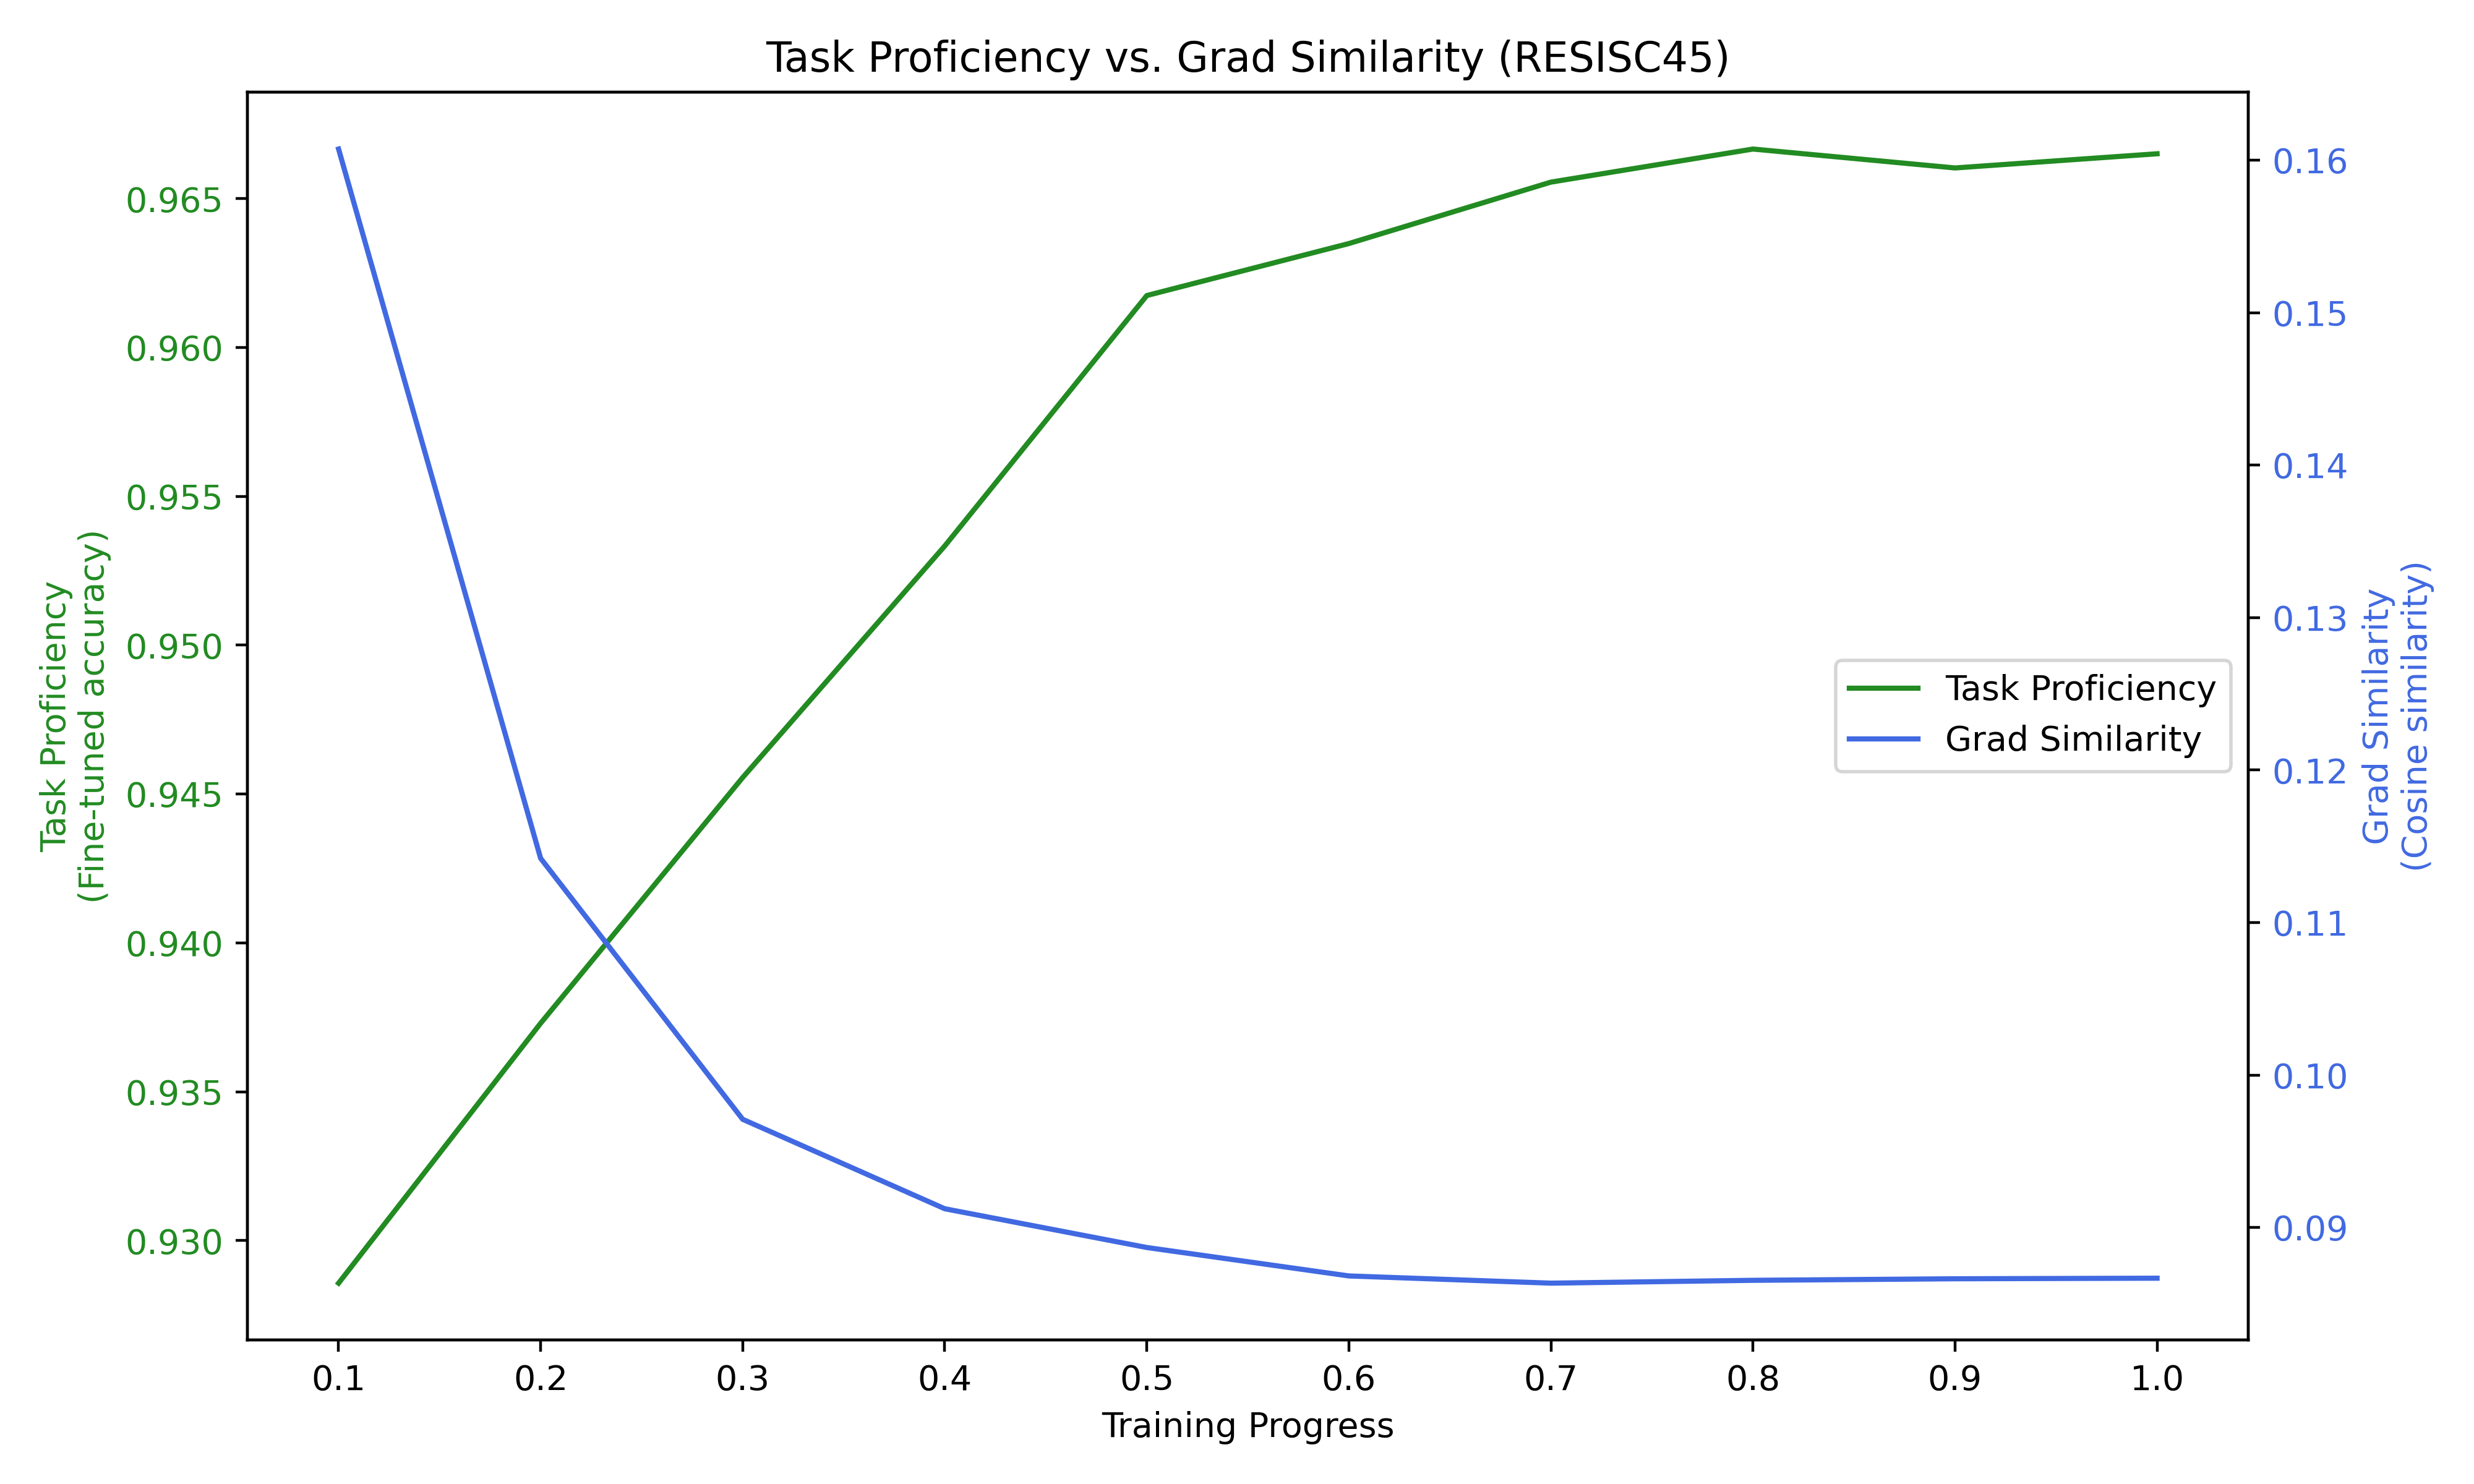 Task Proficiency vs. Grad Similarity (RESISC45)
0.965
0.960
0.955
0.950
0.945
0.940
0.935
0.930
Task Proficiency
(Fine-tuned accuracy)
0.16
0.15
0.14
0.13
0.12
0.11
0.10
0.09
Grad Similarity
(Cosine similarity)
Task Proficiency
Grad Similarity
0.1 0.2 0.3 0.4 0.5 0.6 0.7 0.8 0.9 1.0
Training Progress